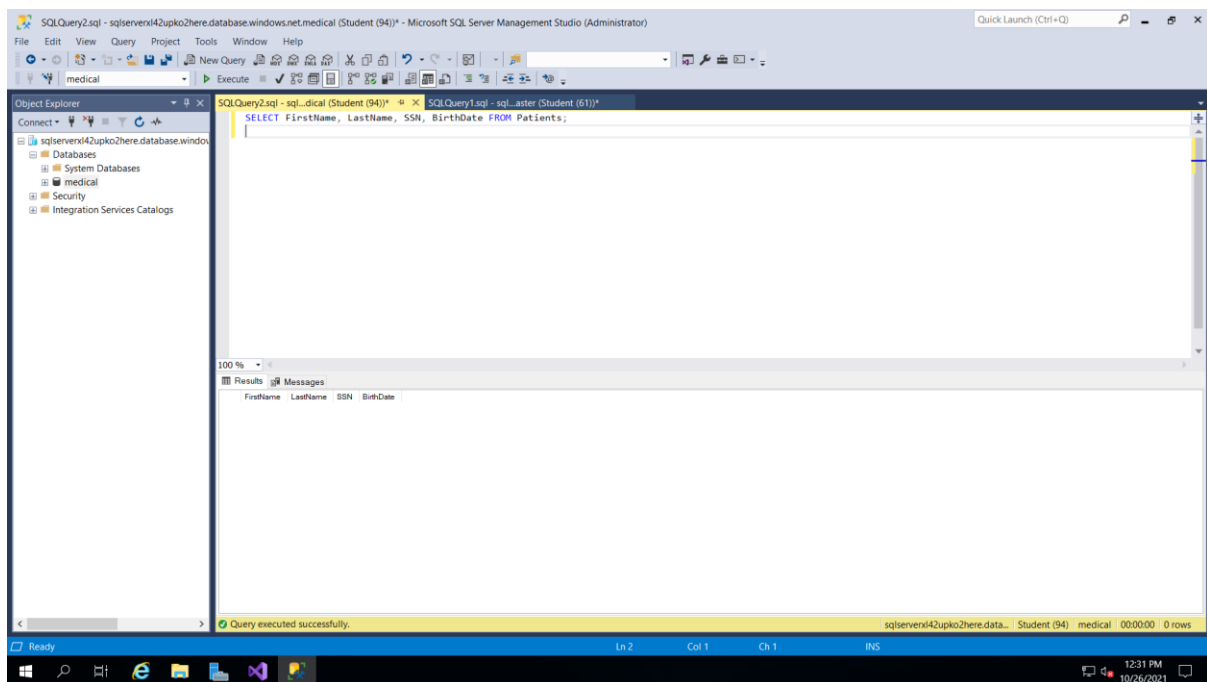 SQLQuery2.sql - sqlserverxl42upko2here.database.windows.net.medical (Student (94))* - Microsoft SQL Server Management Studio (Administrator)
Quick Launch (Ctrl+Q)
File Edit View Query Project Tools Window Help
New Query
medical
Execute
Object Explorer
SQLQuery2.sql - sql...dical (Student (94))*
SQLQuery1.sql - sql...aster (Student (61))*
Connect
SELECT FirstName, LastName, SSN, BirthDate FROM Patients;
sqlserverxl42upko2here.database.windov
Databases
System Databases
medical
Security
Integration Services Catalogs
100 %
Results Messages
FirstName LastName SSN BirthDate
Query executed successfully.
sqlserverxl42upko2here.data... Student (94) medical 00:00:00 0 rows
Ready
Ln 2 Col 1 Ch 1 INS
12:31 PM
10/26/2021